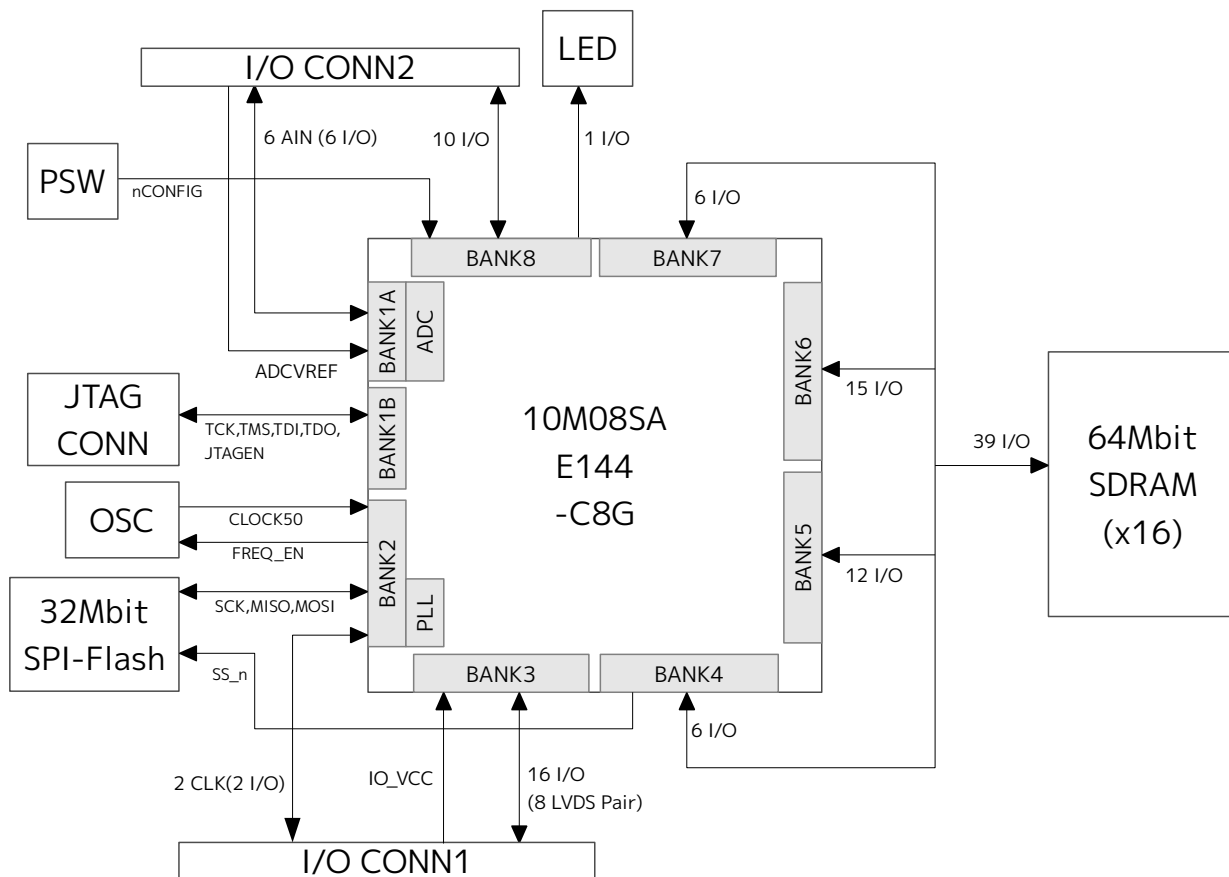 LED
I/O CONN2
6 AIN (6 I/O)
10 I/O
1 I/O
PSW
nCONFIG
6 I/O
BANK8
BANK7
BANK1A
ADC
ADCVREF
BANK6
15 I/O
JTAG
CONN
TCK,TMS,TDI,TDO,
JTAGEN
BANK1B
10M08SA
E144
-C8G
39 I/O
64Mbit
SDRAM
(x16)
OSC
CLOCK50
FREQ_EN
BANK2
PLL
BANK5
12 I/O
32Mbit
SPI-Flash
SCK,MISO,MOSI
SS_n
BANK3
BANK4
6 I/O
2 CLK(2 I/O)
IO_VCC
16 I/O
(8 LVDS Pair)
I/O CONN1